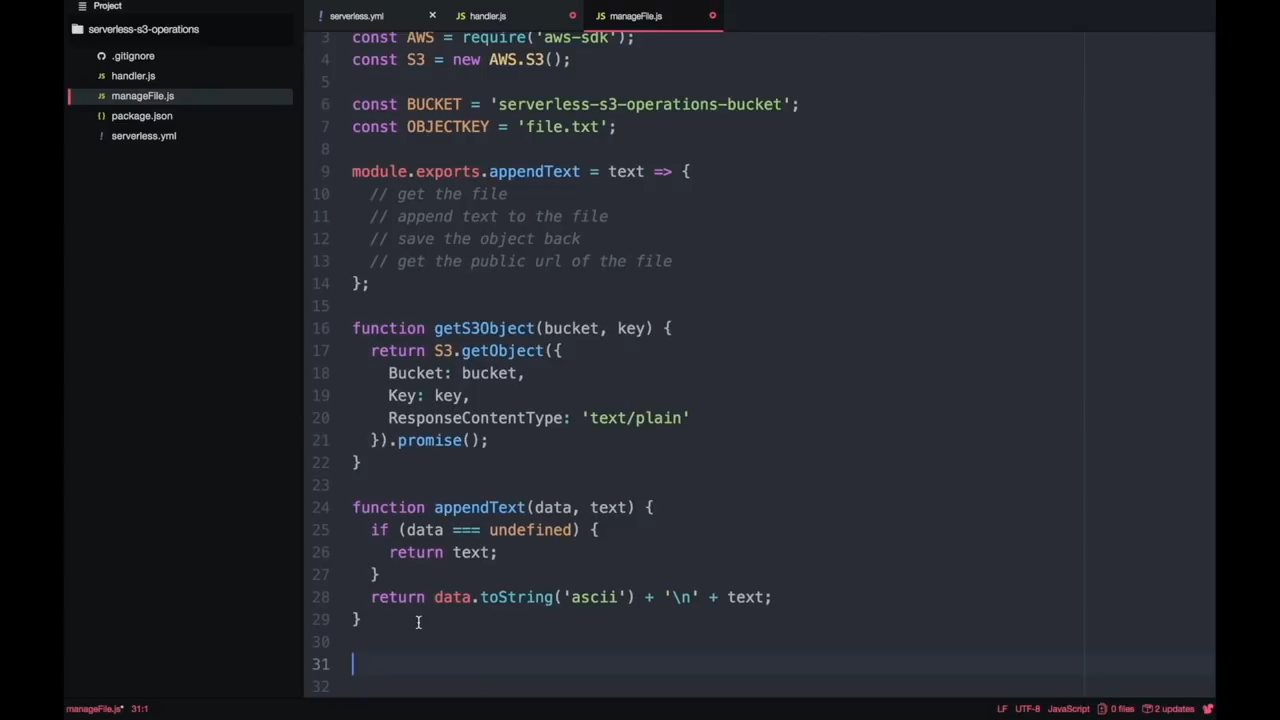 Project
serverless-s3-operations
.gitignore
JS handler.js
JS manageFile.js
{} package.json
! serverless.yml
! serverless.yml ×
JS handler.js
JS manageFile.js
3 const AWS = require('aws-sdk');
4 const S3 = new AWS.S3();
5
6 const BUCKET = 'serverless-s3-operations-bucket';
7 const OBJECTKEY = 'file.txt';
8
9 module.exports.appendText = text => {
10 // get the file
11 // append text to the file
12 // save the object back
13 // get the public url of the file
14 };
15
16 function getS3Object(bucket, key) {
17 return S3.getObject({
18 Bucket: bucket,
19 Key: key,
20 ResponseContentType: 'text/plain'
21 }).promise();
22 }
23
24 function appendText(data, text) {
25 if (data === undefined) {
26 return text;
27 }
28 return data.toString('ascii') + '\n' + text;
29 }
30
31
32
manageFile.js* 31:1
LF UTF-8 JavaScript 0 files 2 updates